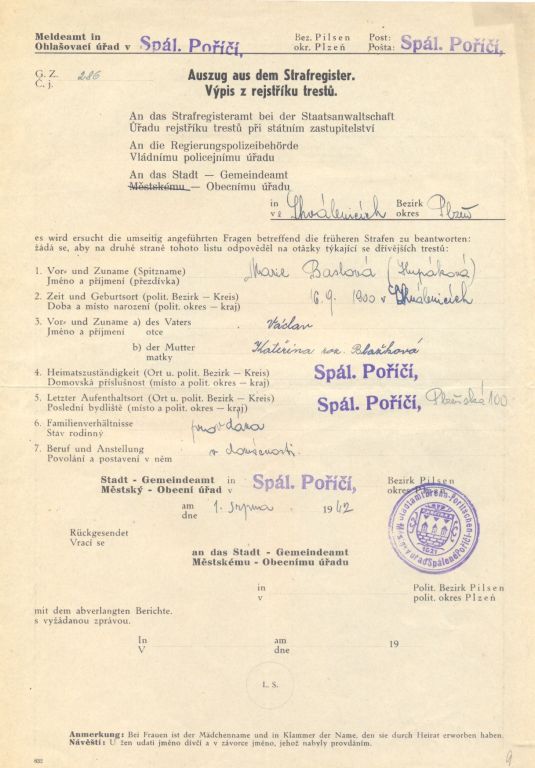 Meldeamt in
Ohlašovací úřad v Spál. Poříčí, Bez. Pilsen
okr. Plzeň Post:
Pošta: Spál. Poříčí,
G. Z.
Č. j. 286
Auszug aus dem Strafregister.
Výpis z rejstříku trestů.
An das Strafregisteramt bei der Staatsanwaltschaft
Úřadu rejstříku trestů při státním zastupitelství
An die Regierungspolizeibehörde
Vládnímu policejnímu úřadu
An das Stadt — Gemeindeamt
Městskému — Obecnímu úřadu
in
ve Chválenicích Bezirk
okres Plzeň
es wird ersucht die umseitig angeführten Fragen betreffend die früheren Strafen zu beantworten:
žádá se, aby na druhé straně tohoto listu odpověděl na otázky týkající se dřívějších trestů:
1. Vor- und Zuname (Spitzname) Marie Baslová
Jméno a příjmení (přezdívka)
2. Zeit und Geburtsort (polit. Bezirk — Kreis) 16. 9. 1900 v Chválenicích
Doba a místo narození (polit. okres — kraj)
3. Vor- und Zuname a) des Vaters Václav
Jméno a příjmení otce
b) der Mutter Kateřina roz.
matky
4. Heimatszuständigkeit (Ort u. polit. Bezirk — Kreis) Spál. Poříčí,
Domovská příslušnost (místo a polit. okres — kraj)
5. Letzter Aufenthaltsort (Ort u. polit. Bezirk — Kreis) Spál. Poříčí, Plzeňská 100
Poslední bydliště (místo a polit. okres — kraj)
6. Familienverhältnisse provdaná
Stav rodinný
7. Beruf und Anstellung v domácnosti.
Povolání a postavení v něm
Stadt - Gemeindeamt in
Městský - Obecní úřad v Spál. Poříčí, Bezirk Pilsen
okres Plzeň
am
dne 1. srpna 1942
Rückgesendet
Vrací se
an das Stadt - Gemeindeamt
Městskému - Obecnímu úřadu
in
v Polit. Bezirk Pilsen
polit. okres Plzeň
mit dem abverlangten Berichte.
s vyžádanou zprávou.
In
V am
dne 19
L. S.
Anmerkung: Bei Frauen ist der Mädchenname und in Klammer der Name, den sie durch Heirat erworben haben.
Návěští: U žen udati jméno dívčí a v závorce jméno, jehož nabyly provdáním.
632
9